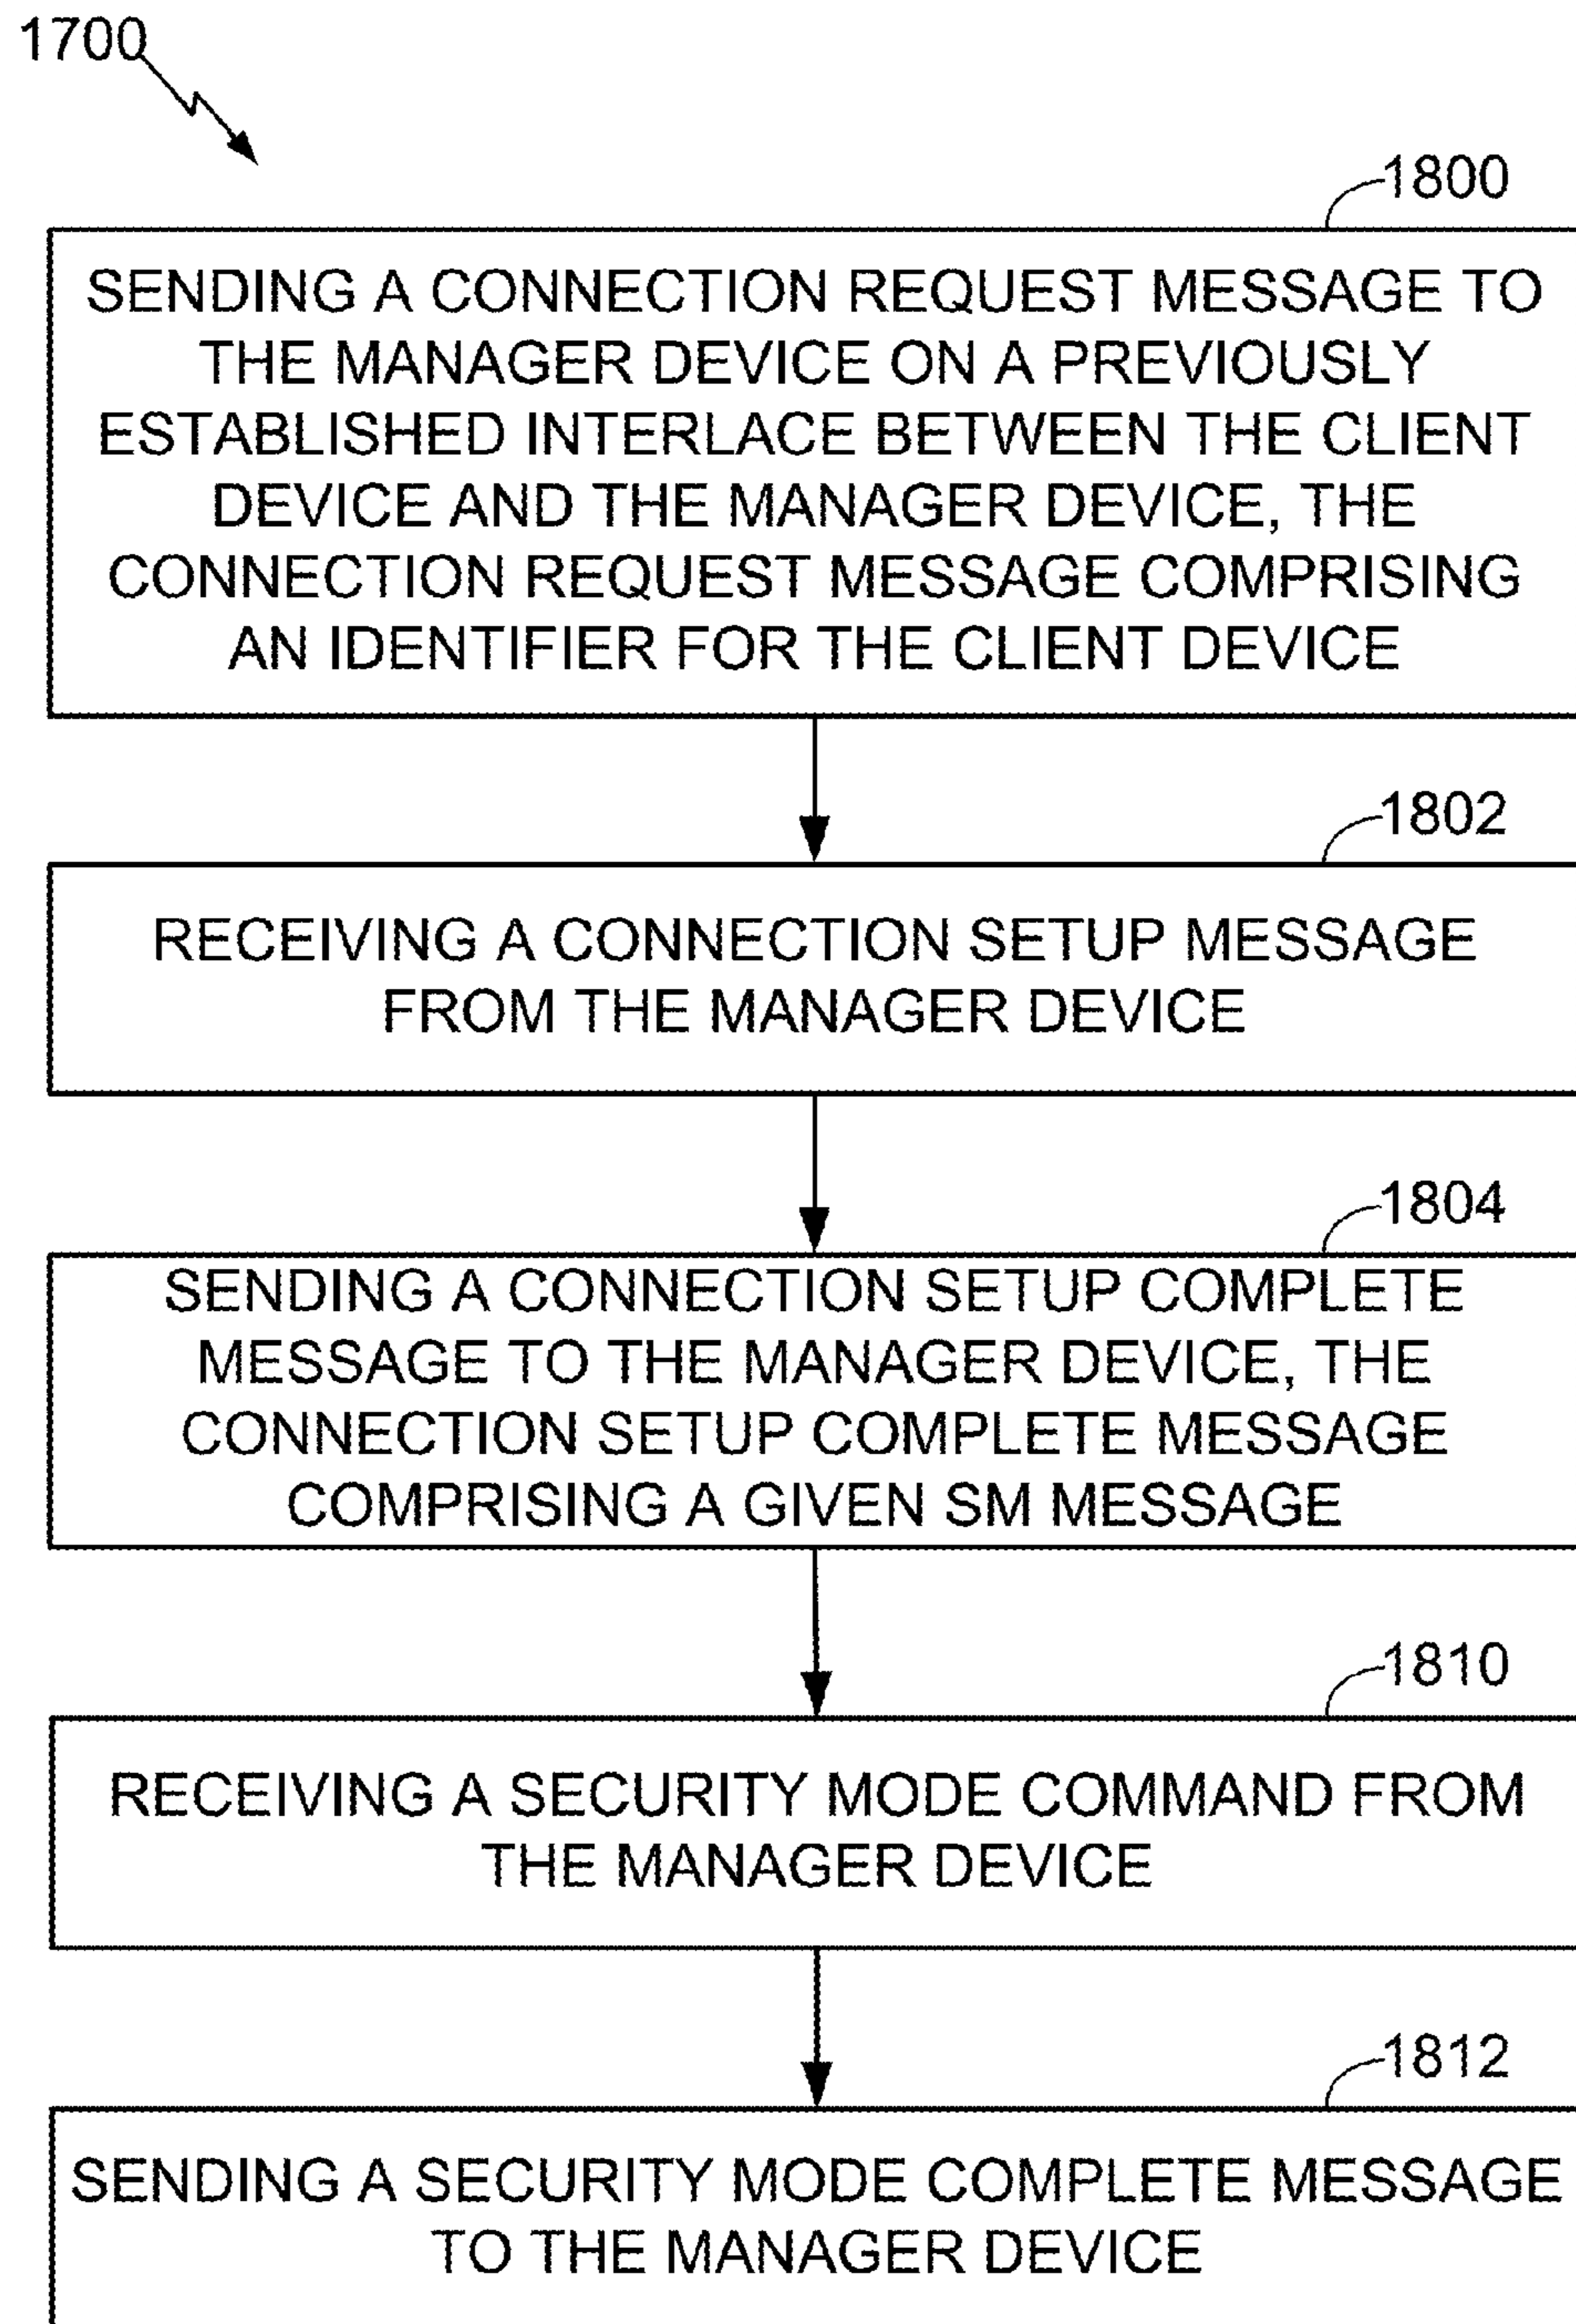 1700
1800
SENDING A CONNECTION REQUEST MESSAGE TO
THE MANAGER DEVICE ON A PREVIOUSLY
ESTABLISHED INTERLACE BETWEEN THE CLIENT
DEVICE AND THE MANAGER DEVICE, THE
CONNECTION REQUEST MESSAGE COMPRISING
AN IDENTIFIER FOR THE CLIENT DEVICE
1802
RECEIVING A CONNECTION SETUP MESSAGE
FROM THE MANAGER DEVICE
1804
SENDING A CONNECTION SETUP COMPLETE
MESSAGE TO THE MANAGER DEVICE, THE
CONNECTION SETUP COMPLETE MESSAGE
COMPRISING A GIVEN SM MESSAGE
1810
RECEIVING A SECURITY MODE COMMAND FROM
THE MANAGER DEVICE
1812
SENDING A SECURITY MODE COMPLETE MESSAGE
TO THE MANAGER DEVICE